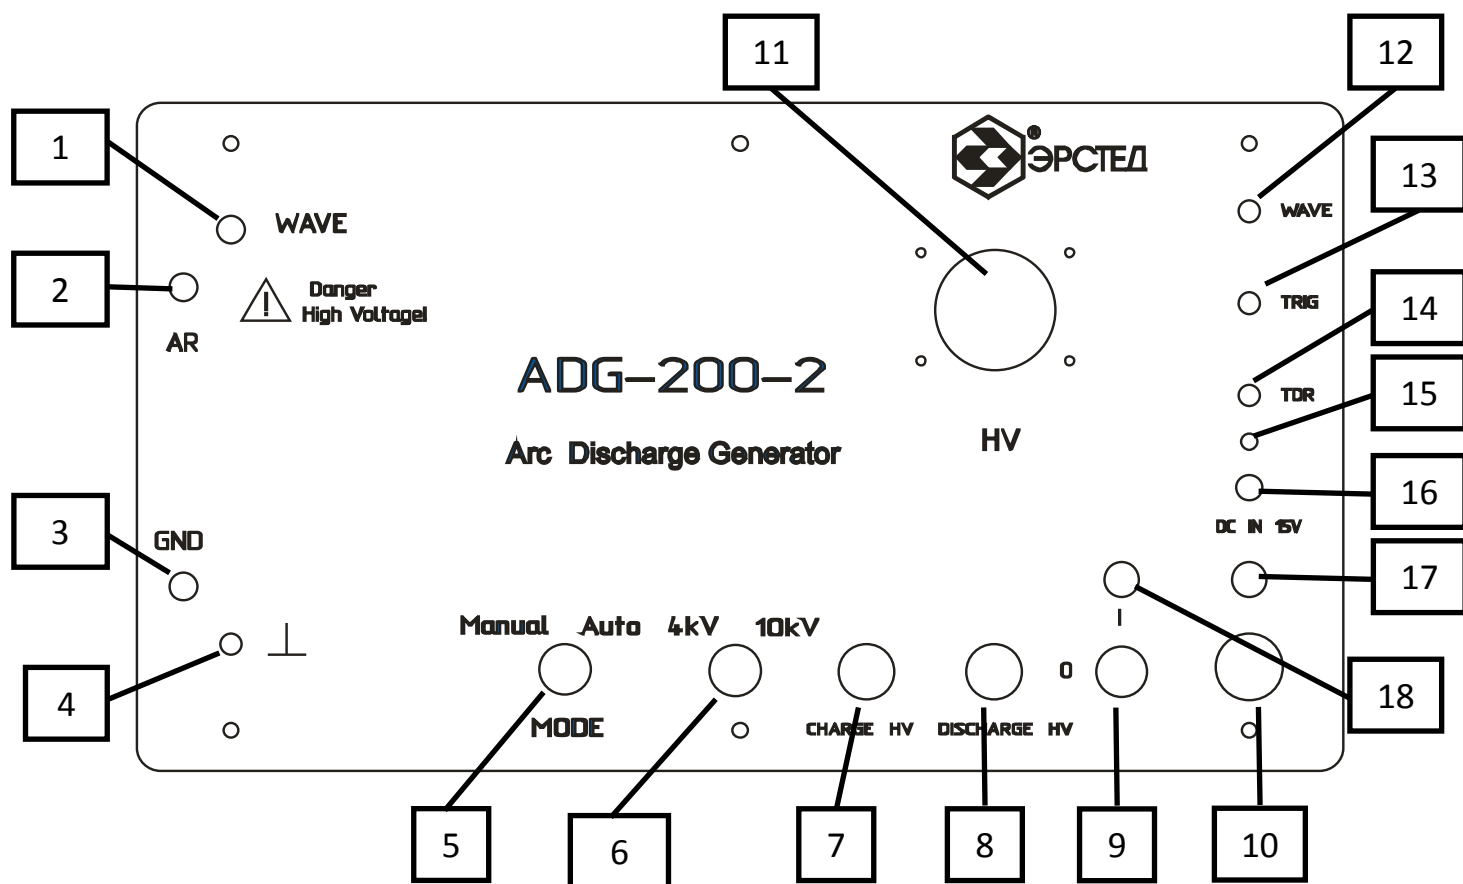 11
12
1
® ЭРСТЕД
13
WAVE
WAVE
2
Danger
High Voltage!
TRIG
AR
14
ADG-200-2
TDR
15
HV
Arc Discharge Generator
16
3
GND
DC IN 15V
17
Manual Auto 4kV 10kV
I
4
0
18
MODE
CHARGE HV DISCHARGE HV
5
6
7
8
9
10